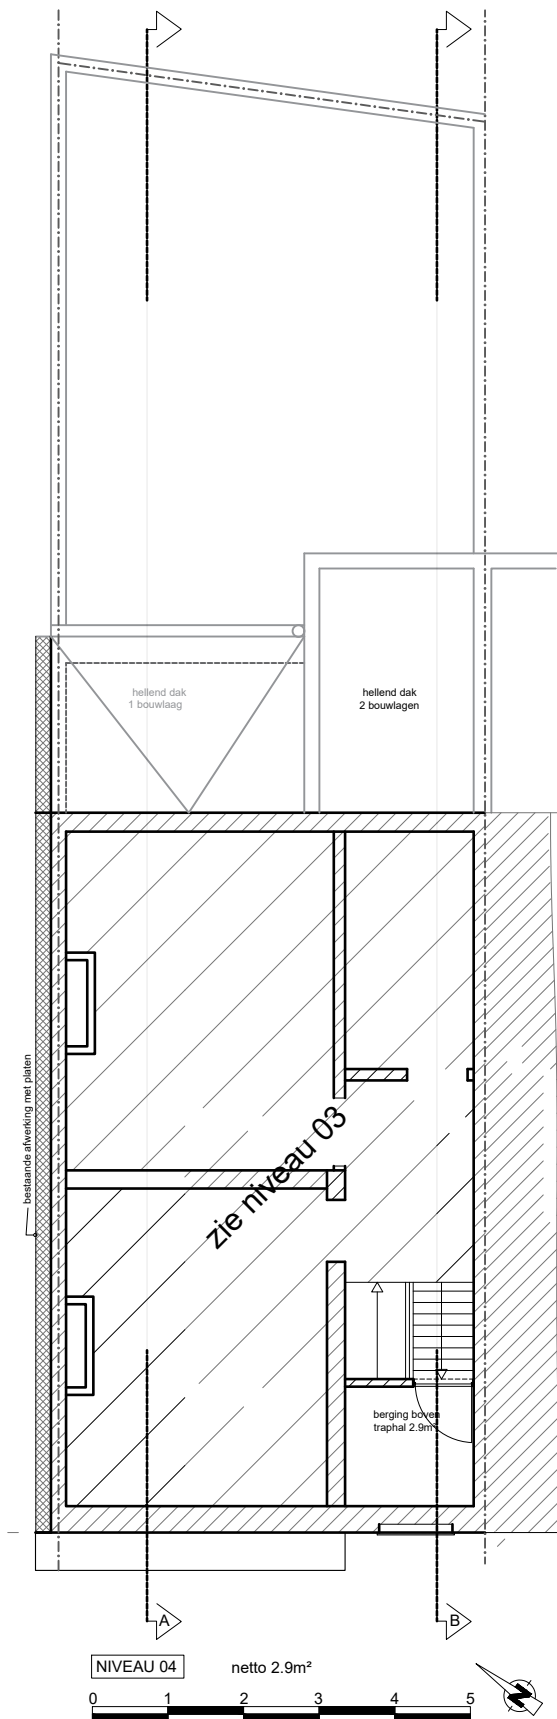 hellend dak
1 bouwlaag
hellend dak
2 bouwlagen
bestaande afwerking met platen
zie niveau 03
berging boven
traphal 2.9m²
A
B
NIVEAU 04
netto 2.9m²
N
0 1 2 3 4 5